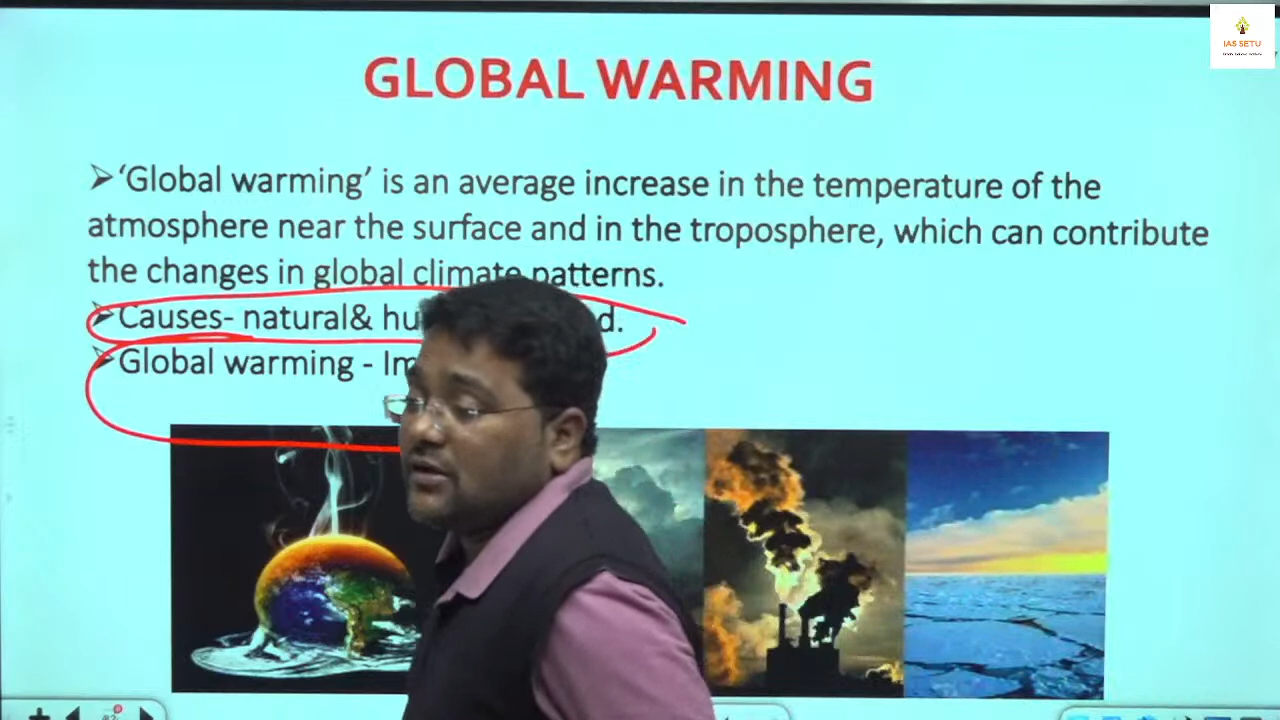 IAS SETU
GLOBAL WARMING
➢'Global warming' is an average increase in the temperature of the
atmosphere near the surface and in the troposphere, which can contribute
the changes in global climate patterns.
➢Causes- natural& hu d.
➢Global warming - Im